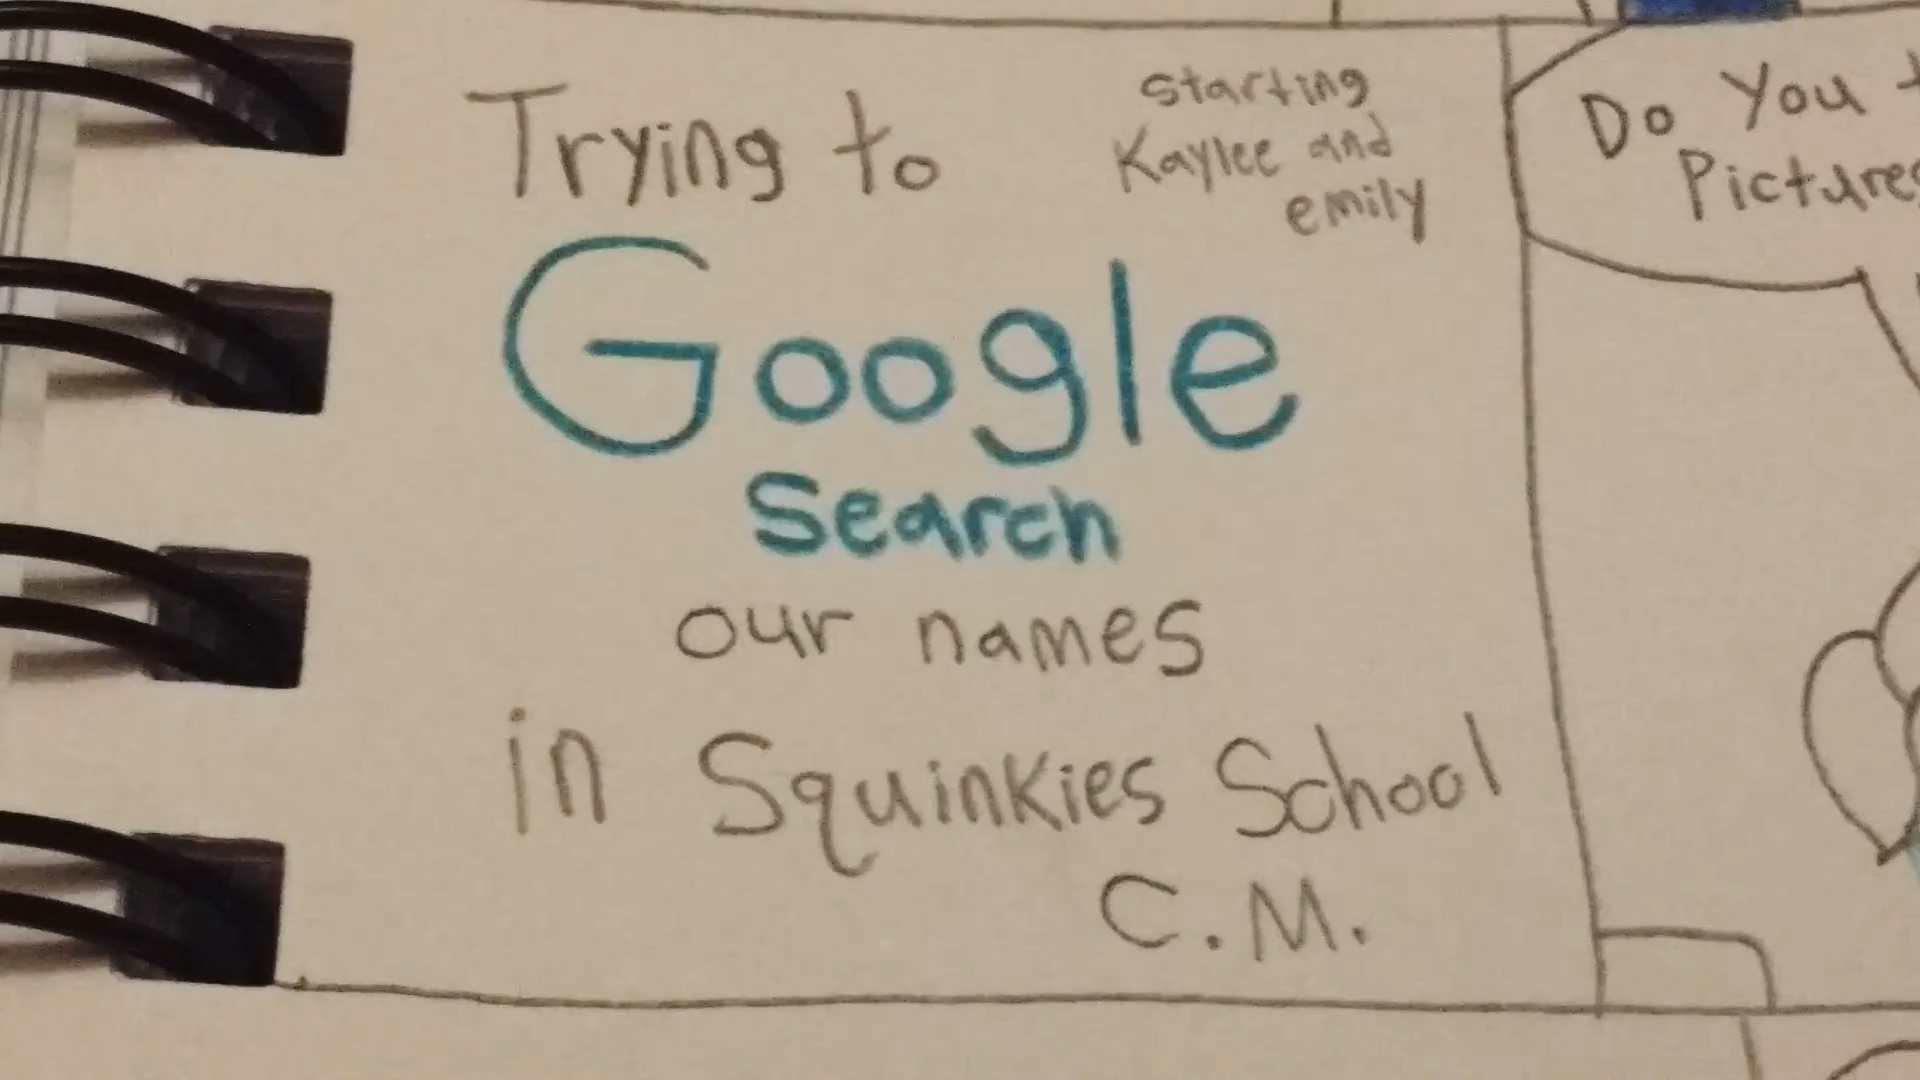 Trying to
starting
Kaylee and
emily
Google
Search
our names
in Squinkies School
C.M.
Do You
Pictures